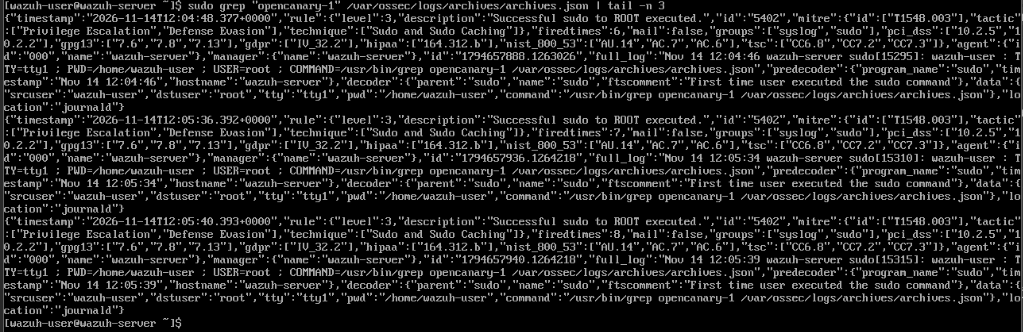 [wazuh-user@wazuh-server ~]$ sudo grep "opencanary-1" /var/ossec/logs/archives/archives.json | tail -n 3
{"timestamp":"2026-11-14T12:04:48.377+0000","rule":{"level":3,"description":"Successful sudo to ROOT executed.","id":"5402","mitre":{"id":["T1548.003"],"tactic"
:["Privilege Escalation","Defense Evasion"],"technique":["Sudo and Sudo Caching"]},"firedtimes":6,"mail":false,"groups":["syslog","sudo"],"pci_dss":["10.2.5","1
0.2.2"],"gpg13":["7.6","7.8","7.13"],"gdpr":["IV_32.2"],"hipaa":["164.312.b"],"nist_800_53":["AU.14","AC.7","AC.6"],"tsc":["CC6.8","CC7.2","CC7.3"]},"agent":{"i
d":"000","name":"wazuh-server"},"manager":{"name":"wazuh-server"},"id":"1794657888.1263026","full_log":"Nov 14 12:04:46 wazuh-server sudo[15295]: wazuh-user : T
TY=tty1 ; PWD=/home/wazuh-user ; USER=root ; COMMAND=/usr/bin/grep opencanary-1 /var/ossec/logs/archives/archives.json","predecoder":{"program_name":"sudo","tim
estamp":"Nov 14 12:04:46","hostname":"wazuh-server"},"decoder":{"parent":"sudo","name":"sudo","ftscomment":"First time user executed the sudo command"},"data":{
"srcuser":"wazuh-user","dstuser":"root","tty":"tty1","pwd":"/home/wazuh-user","command":"/usr/bin/grep opencanary-1 /var/ossec/logs/archives/archives.json"},"lo
cation":"journald"}
{"timestamp":"2026-11-14T12:05:36.392+0000","rule":{"level":3,"description":"Successful sudo to ROOT executed.","id":"5402","mitre":{"id":["T1548.003"],"tactic"
:["Privilege Escalation","Defense Evasion"],"technique":["Sudo and Sudo Caching"]},"firedtimes":7,"mail":false,"groups":["syslog","sudo"],"pci_dss":["10.2.5","1
0.2.2"],"gpg13":["7.6","7.8","7.13"],"gdpr":["IV_32.2"],"hipaa":["164.312.b"],"nist_800_53":["AU.14","AC.7","AC.6"],"tsc":["CC6.8","CC7.2","CC7.3"]},"agent":{"i
d":"000","name":"wazuh-server"},"manager":{"name":"wazuh-server"},"id":"1794657936.1264218","full_log":"Nov 14 12:05:34 wazuh-server sudo[15310]: wazuh-user : T
TY=tty1 ; PWD=/home/wazuh-user ; USER=root ; COMMAND=/usr/bin/grep opencanary-1 /var/ossec/logs/archives/archives.json","predecoder":{"program_name":"sudo","tim
estamp":"Nov 14 12:05:34","hostname":"wazuh-server"},"decoder":{"parent":"sudo","name":"sudo","ftscomment":"First time user executed the sudo command"},"data":{
"srcuser":"wazuh-user","dstuser":"root","tty":"tty1","pwd":"/home/wazuh-user","command":"/usr/bin/grep opencanary-1 /var/ossec/logs/archives/archives.json"},"lo
cation":"journald"}
{"timestamp":"2026-11-14T12:05:40.393+0000","rule":{"level":3,"description":"Successful sudo to ROOT executed.","id":"5402","mitre":{"id":["T1548.003"],"tactic"
:["Privilege Escalation","Defense Evasion"],"technique":["Sudo and Sudo Caching"]},"firedtimes":8,"mail":false,"groups":["syslog","sudo"],"pci_dss":["10.2.5","1
0.2.2"],"gpg13":["7.6","7.8","7.13"],"gdpr":["IV_32.2"],"hipaa":["164.312.b"],"nist_800_53":["AU.14","AC.7","AC.6"],"tsc":["CC6.8","CC7.2","CC7.3"]},"agent":{"i
d":"000","name":"wazuh-server"},"manager":{"name":"wazuh-server"},"id":"1794657940.1264218","full_log":"Nov 14 12:05:39 wazuh-server sudo[15315]: wazuh-user : T
TY=tty1 ; PWD=/home/wazuh-user ; USER=root ; COMMAND=/usr/bin/grep opencanary-1 /var/ossec/logs/archives/archives.json","predecoder":{"program_name":"sudo","tim
estamp":"Nov 14 12:05:39","hostname":"wazuh-server"},"decoder":{"parent":"sudo","name":"sudo","ftscomment":"First time user executed the sudo command"},"data":{
"srcuser":"wazuh-user","dstuser":"root","tty":"tty1","pwd":"/home/wazuh-user","command":"/usr/bin/grep opencanary-1 /var/ossec/logs/archives/archives.json"},"lo
cation":"journald"}
[wazuh-user@wazuh-server ~]$